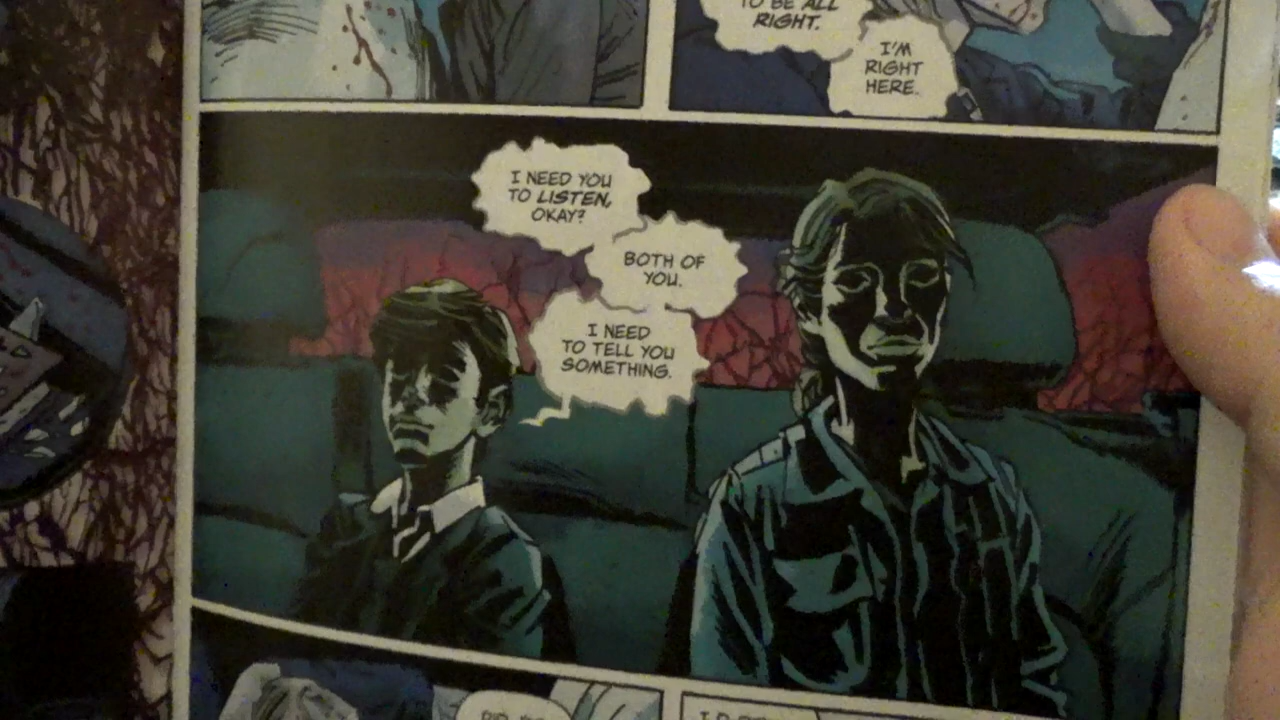 TO BE ALL
RIGHT.
I'M
RIGHT
HERE.
I NEED YOU
TO LISTEN,
OKAY?
BOTH OF
YOU.
I NEED
TO TELL YOU
SOMETHING.